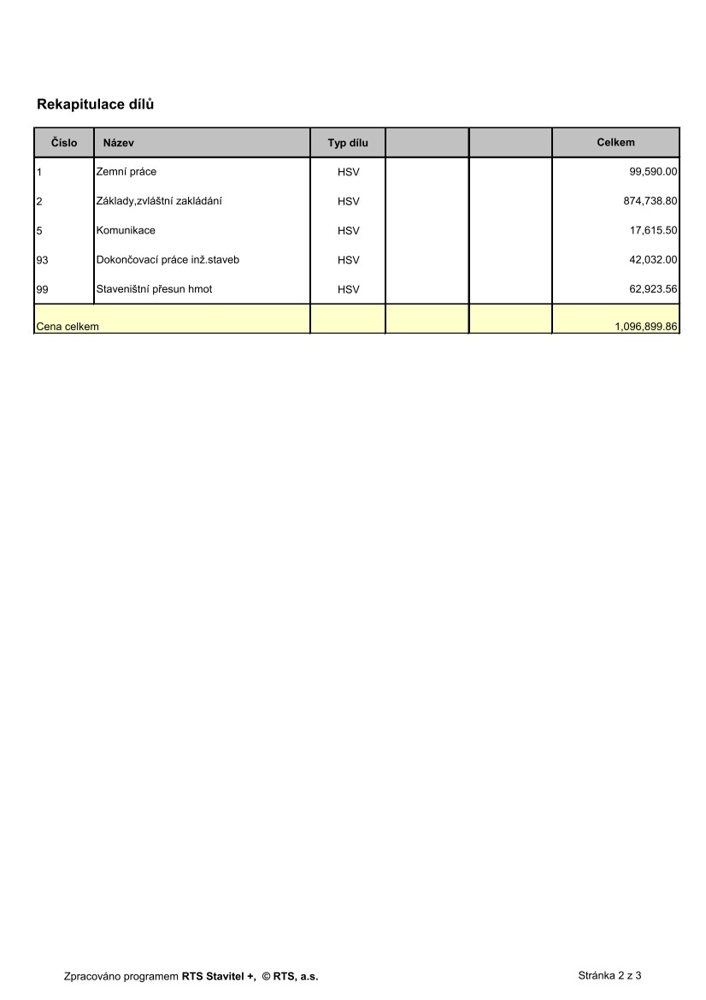 Rekapitulace dílů
Číslo Název Typ dílu Celkem
1 Zemní práce HSV 99,590.00
2 Základy,zvláštní zakládání HSV 874,738.80
5 Komunikace HSV 17,615.50
93 Dokončovací práce inž.staveb HSV 42,032.00
99 Staveništní přesun hmot HSV 62,923.56
Cena celkem 1,096,899.86
Zpracováno programem RTS Stavitel +, © RTS, a.s. Stránka 2 z 3